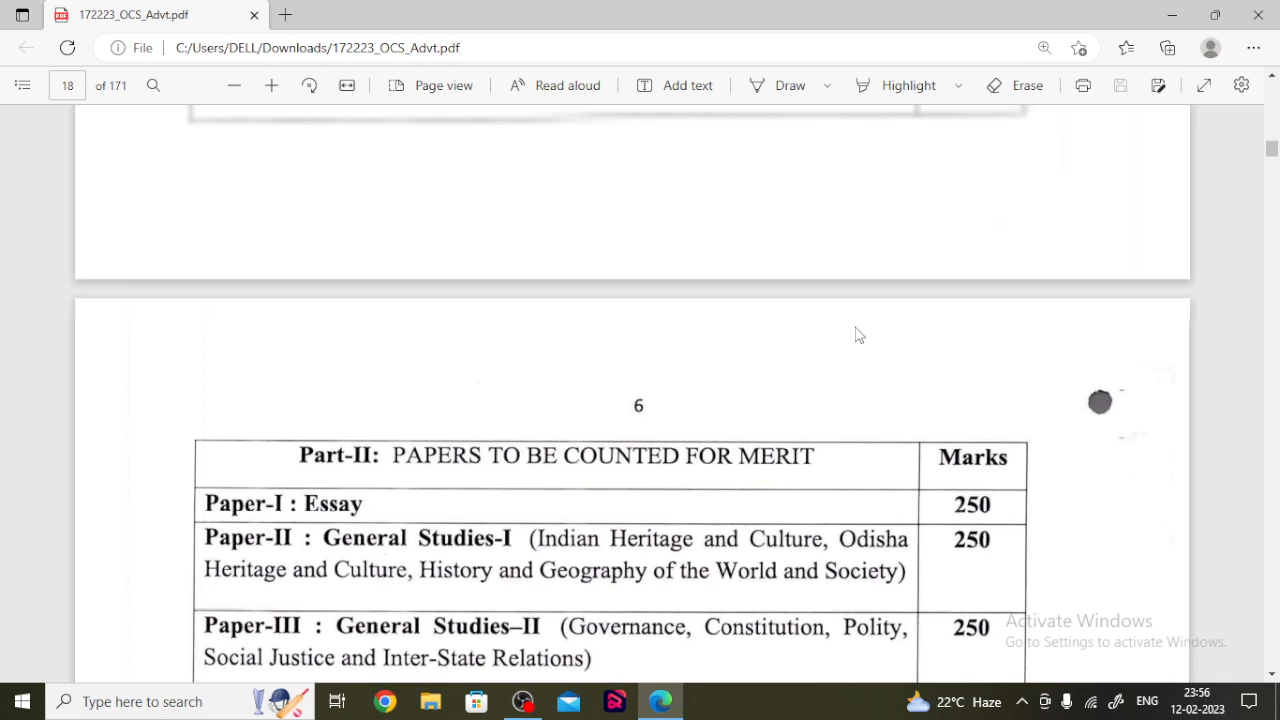 172223_OCS_Advt.pdf
File C:/Users/DELL/Downloads/172223_OCS_Advt.pdf
18 of 171 Page view Read aloud Add text Draw Highlight Erase
6
Part-II: PAPERS TO BE COUNTED FOR MERIT Marks
Paper-I : Essay 250
Paper-II : General Studies-I (Indian Heritage and Culture, Odisha 250
Heritage and Culture, History and Geography of the World and Society)
Paper-III : General Studies–II (Governance, Constitution, Polity, 250
Social Justice and Inter-State Relations)
Activate Windows
Go to Settings to activate Windows.
Type here to search 22°C Haze ENG 23:56
12-02-2023